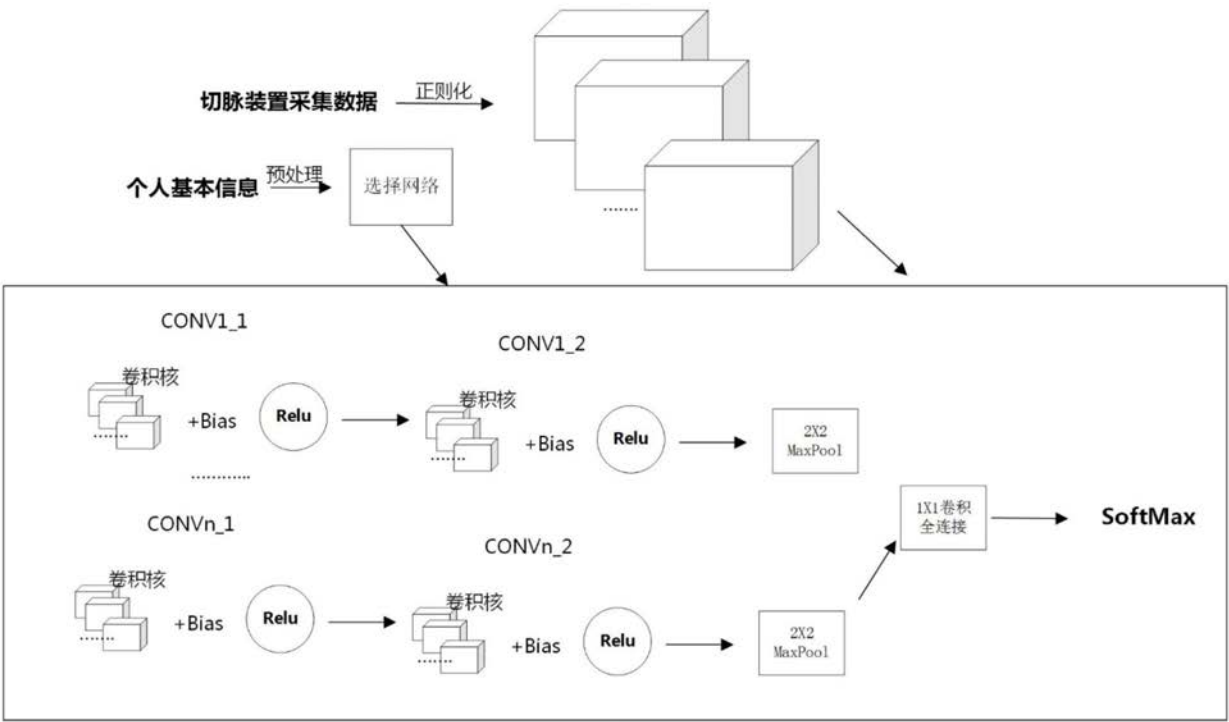 切脉装置采集数据
正则化
个人基本信息
预处理
选择网络
.......
CONV1_1
卷积核
.......
+Bias
Relu
CONV1_2
卷积核
.......
+Bias
Relu
2X2
MaxPool
............
CONVn_1
卷积核
.......
+Bias
Relu
CONVn_2
卷积核
.......
+Bias
Relu
2X2
MaxPool
1X1卷积
全连接
SoftMax